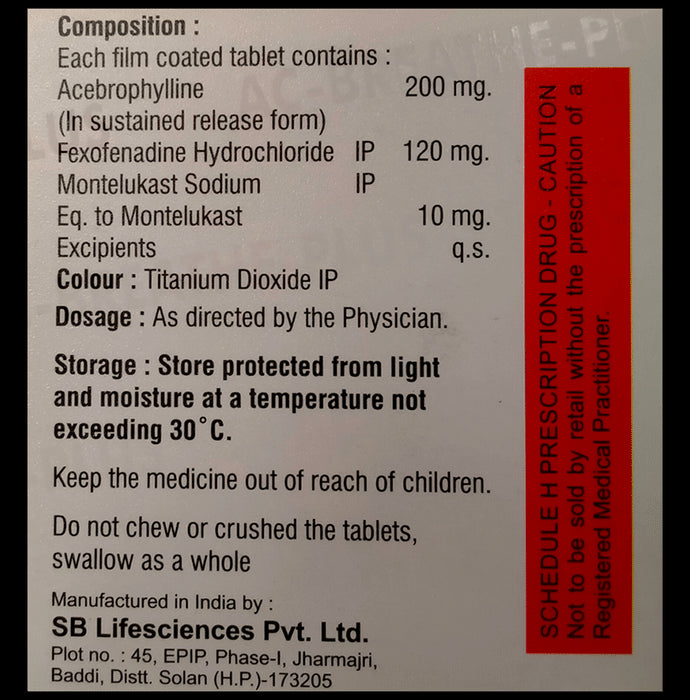 Composition :
Each film coated tablet contains :
Acebrophylline 200 mg.
(In sustained release form)
Fexofenadine Hydrochloride IP 120 mg.
Montelukast Sodium IP
Eq. to Montelukast 10 mg.
Excipients q.s.
Colour : Titanium Dioxide IP
Dosage : As directed by the Physician.
Storage : Store protected from light
and moisture at a temperature not
exceeding 30°C.
Keep the medicine out of reach of children.
Do not chew or crushed the tablets,
swallow as a whole
Manufactured in India by :
SB Lifesciences Pvt. Ltd.
Plot no. : 45, EPIP, Phase-I, Jharmajri,
Baddi, Distt. Solan (H.P.)-173205
SCHEDULE H PRESCRIPTION DRUG - CAUTION
Not to be sold by retail without the prescription of a
Registered Medical Practitioner.